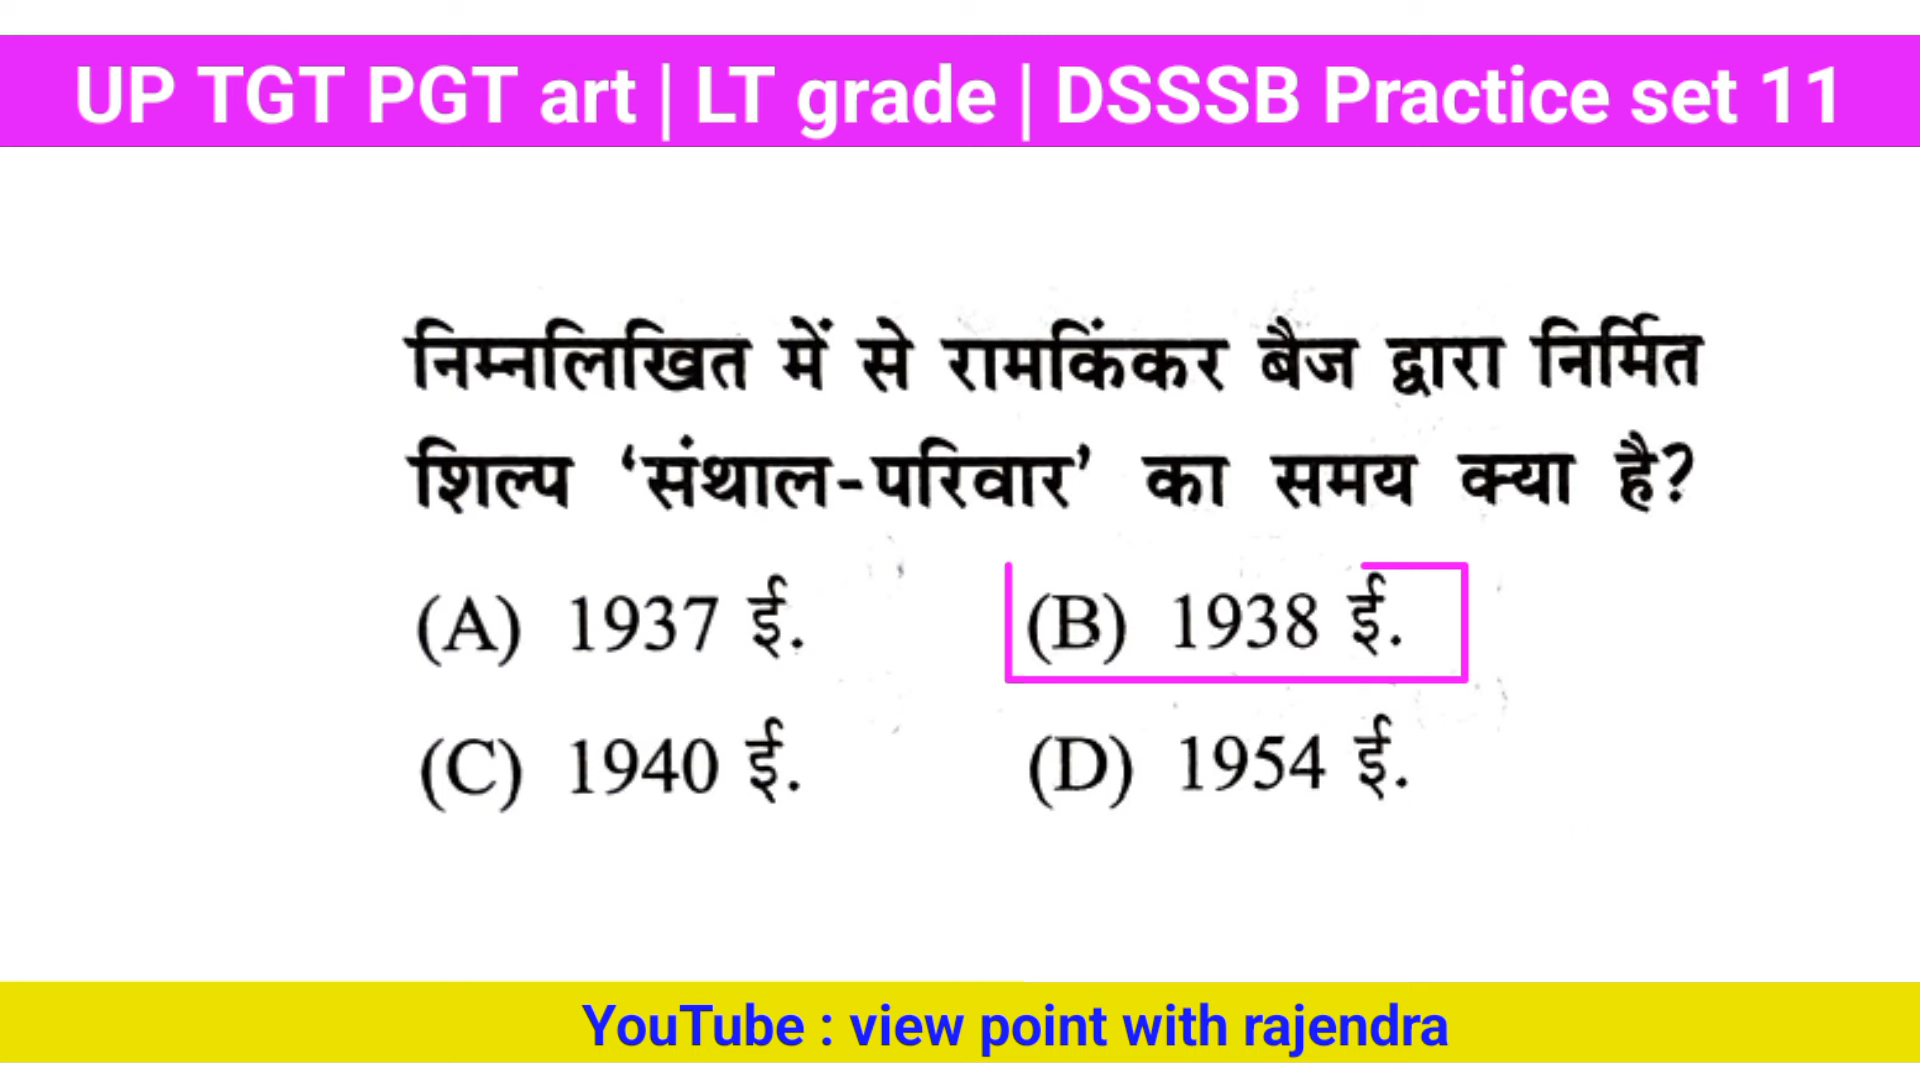 UP TGT PGT art | LT grade | DSSSB Practice set 11
निम्नलिखित में से रामकिंकर बैज द्वारा निर्मित
शिल्प ‘संथाल-परिवार’ का समय क्या है?
(A) 1937 ई. (B) 1938 ई.
(C) 1940 ई. (D) 1954 ई.
YouTube : view point with rajendra